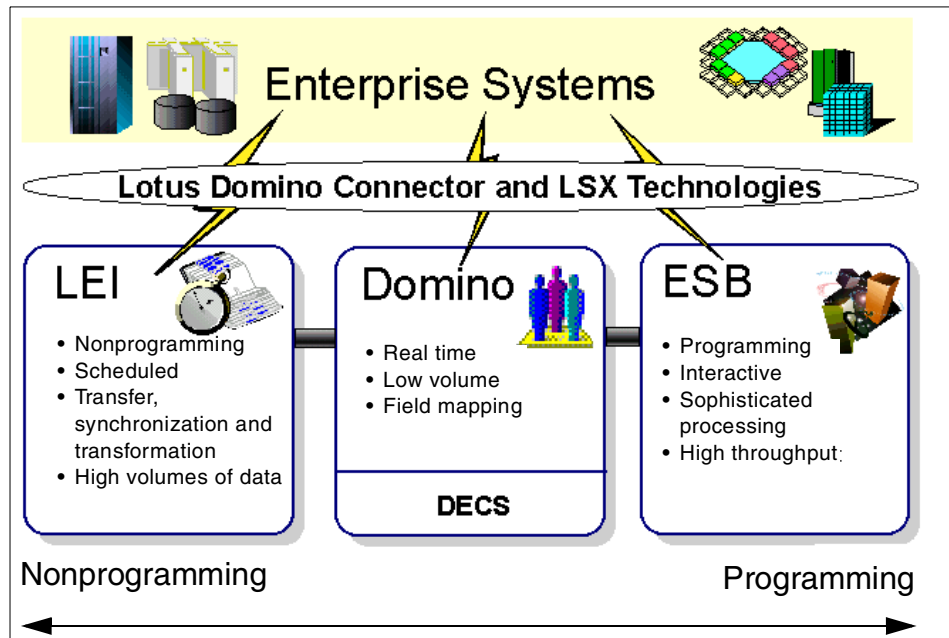 Enterprise Systems
Lotus Domino Connector and LSX Technologies
LEI
• Nonprogramming
• Scheduled
• Transfer,
synchronization and
transformation
• High volumes of data
Domino
• Real time
• Low volume
• Field mapping
DECS
ESB
• Programming
• Interactive
• Sophisticated
processing
• High throughput:
Nonprogramming
Programming